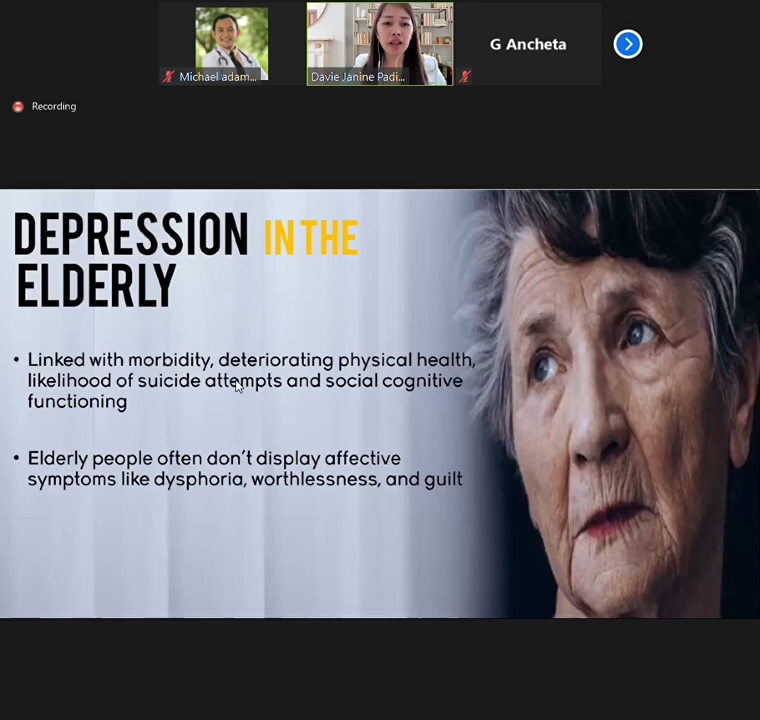 Michael adam...
Davie Janine Padi...
G Ancheta
Recording
DEPRESSION IN THE
ELDERLY
• Linked with morbidity, deteriorating physical health,
likelihood of suicide attempts and social cognitive
functioning
• Elderly people often don't display affective
symptoms like dysphoria, worthlessness, and guilt